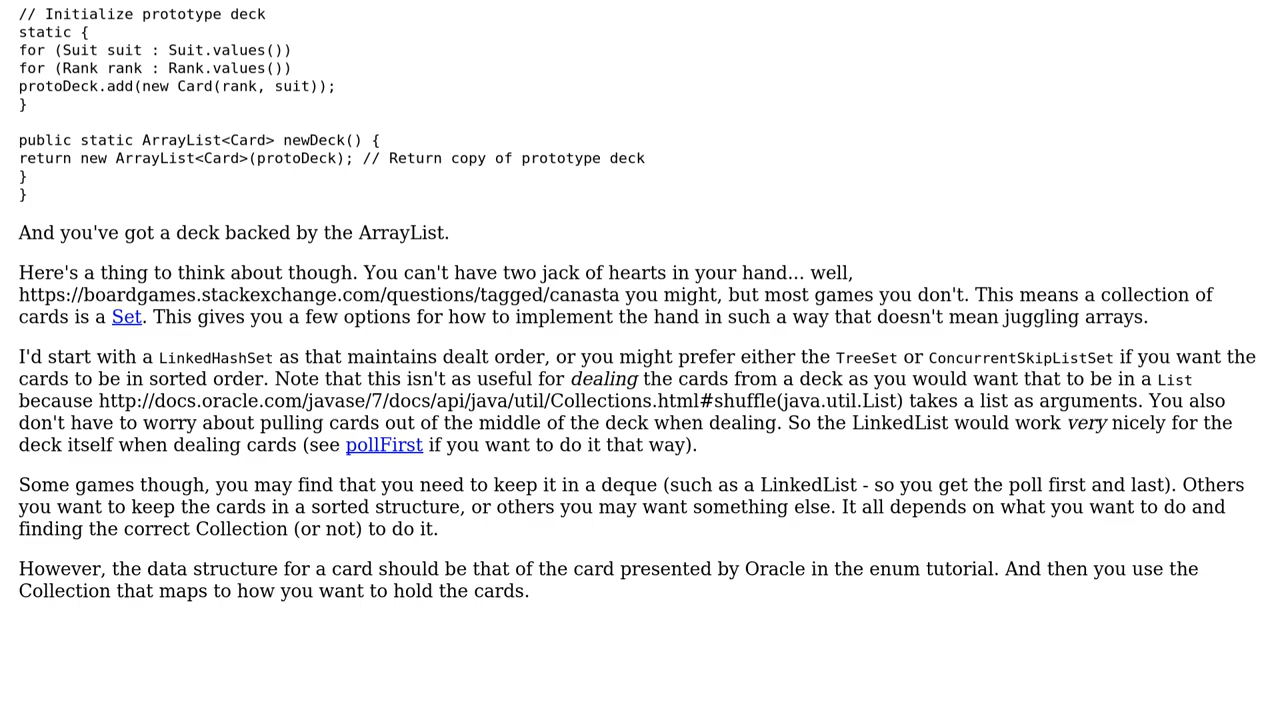 // Initialize prototype deck
static {
for (Suit suit : Suit.values())
for (Rank rank : Rank.values())
protoDeck.add(new Card(rank, suit));
}
public static ArrayList<Card> newDeck() {
return new ArrayList<Card>(protoDeck); // Return copy of prototype deck
}
}
And you've got a deck backed by the ArrayList.
Here's a thing to think about though. You can't have two jack of hearts in your hand... well,
https://boardgames.stackexchange.com/questions/tagged/canasta you might, but most games you don't. This means a collection of
cards is a Set. This gives you a few options for how to implement the hand in such a way that doesn't mean juggling arrays.
I'd start with a LinkedHashSet as that maintains dealt order, or you might prefer either the TreeSet or ConcurrentSkipListSet if you want the
cards to be in sorted order. Note that this isn't as useful for dealing the cards from a deck as you would want that to be in a List
because http://docs.oracle.com/javase/7/docs/api/java/util/Collections.html#shuffle(java.util.List) takes a list as arguments. You also
don't have to worry about pulling cards out of the middle of the deck when dealing. So the LinkedList would work very nicely for the
deck itself when dealing cards (see pollFirst if you want to do it that way).
Some games though, you may find that you need to keep it in a deque (such as a LinkedList - so you get the poll first and last). Others
you want to keep the cards in a sorted structure, or others you may want something else. It all depends on what you want to do and
finding the correct Collection (or not) to do it.
However, the data structure for a card should be that of the card presented by Oracle in the enum tutorial. And then you use the
Collection that maps to how you want to hold the cards.